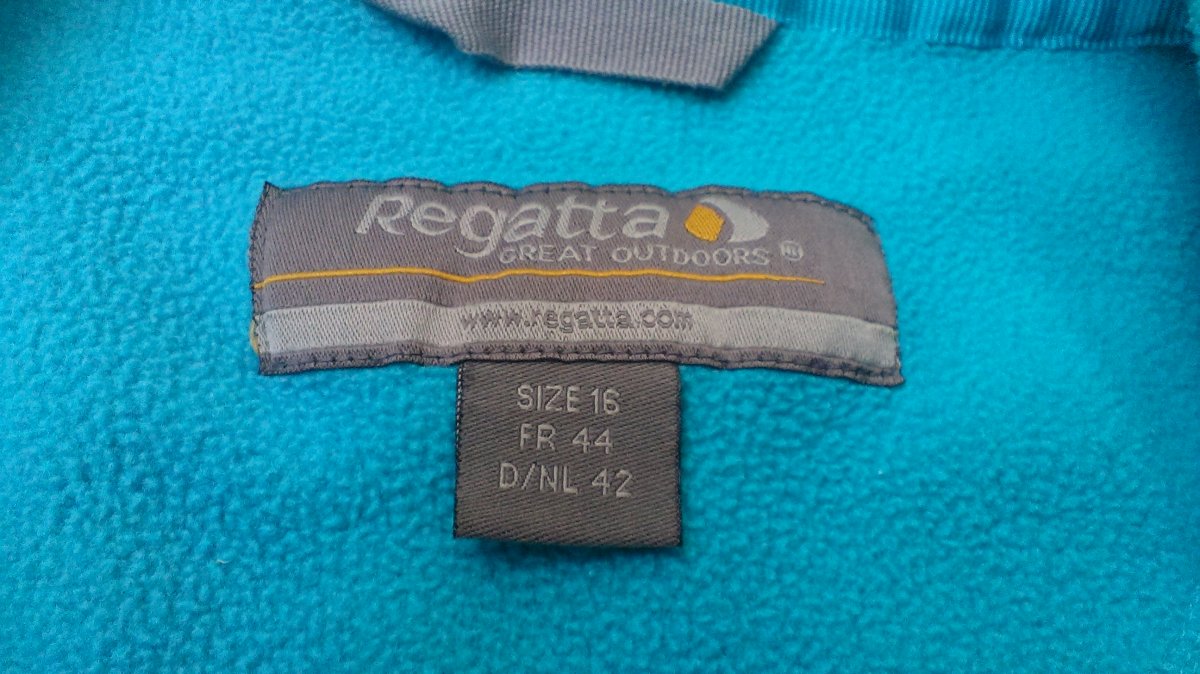 Regatta
GREAT OUTDOORS ®
www.regatta.com
SIZE 16
FR 44
D/NL 42